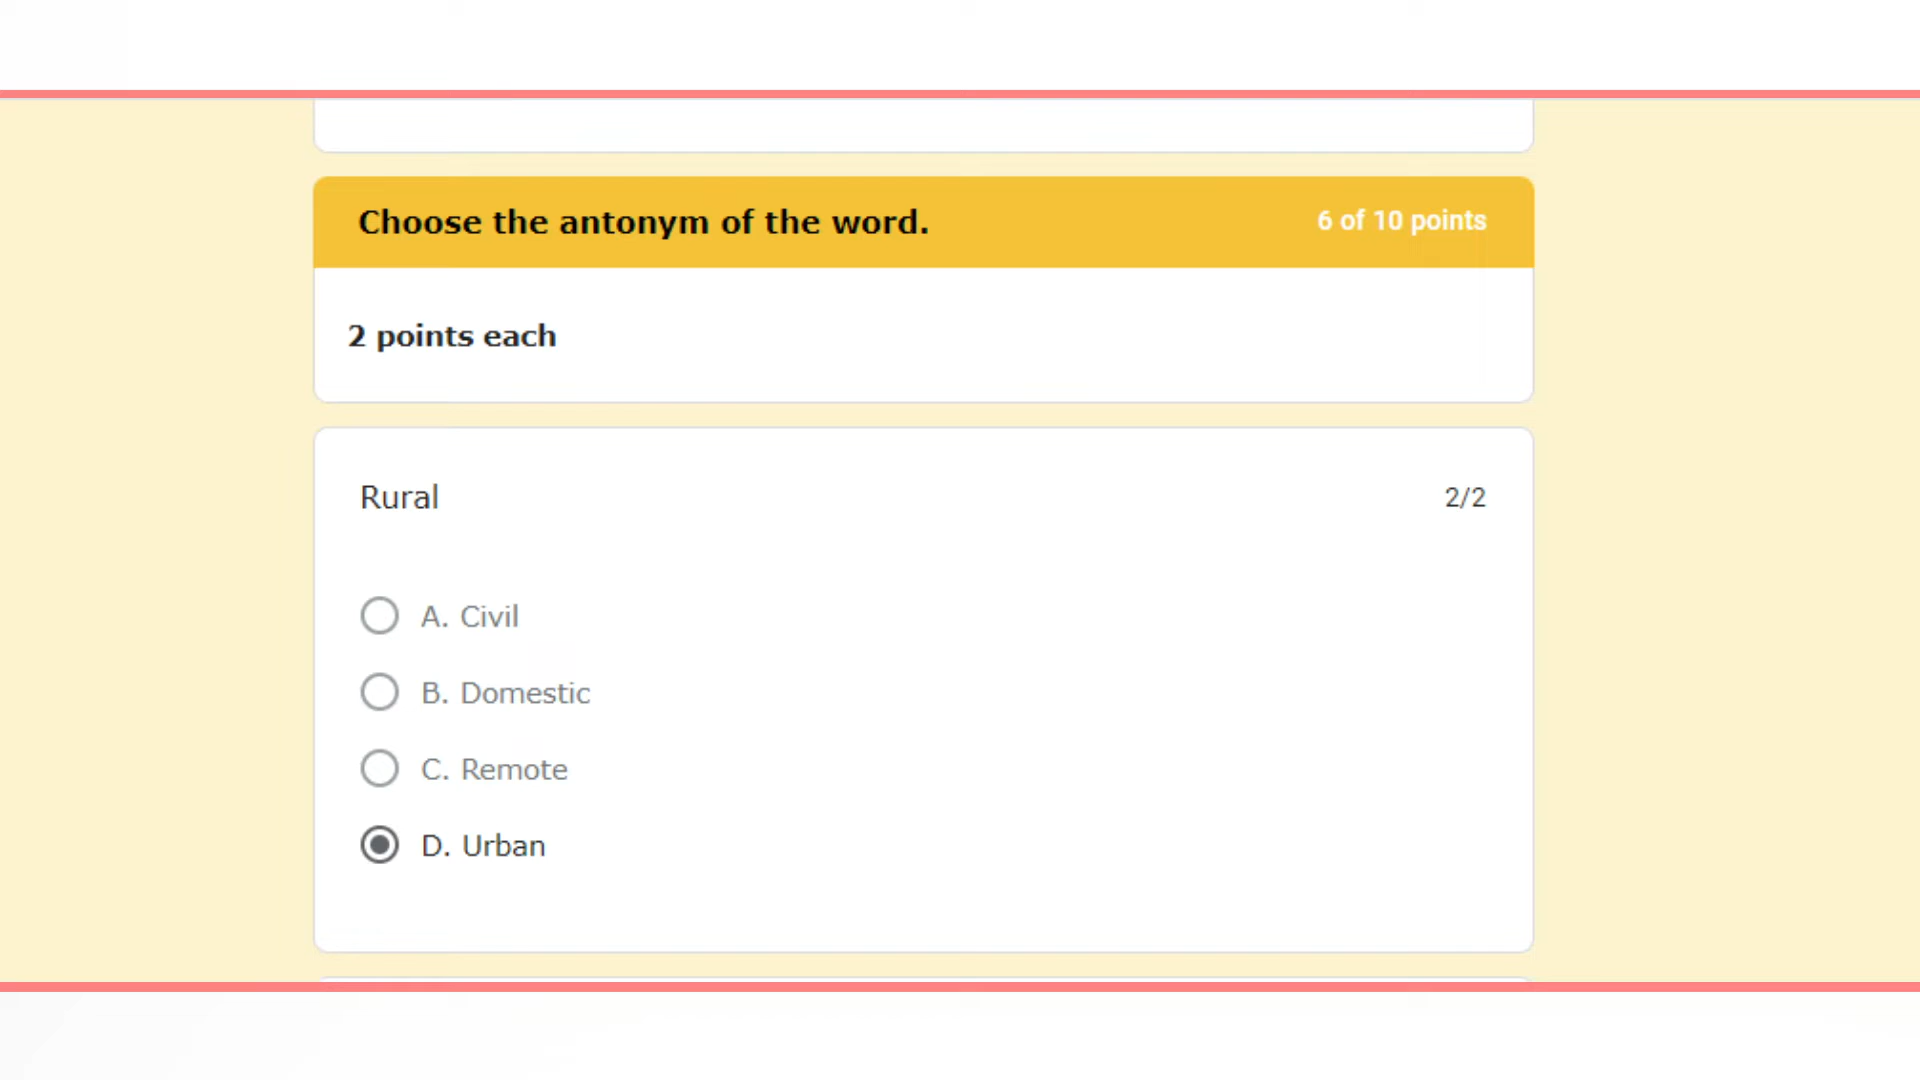 Choose the antonym of the word.
6 of 10 points
2 points each
Rural
2/2
A. Civil
B. Domestic
C. Remote
D. Urban